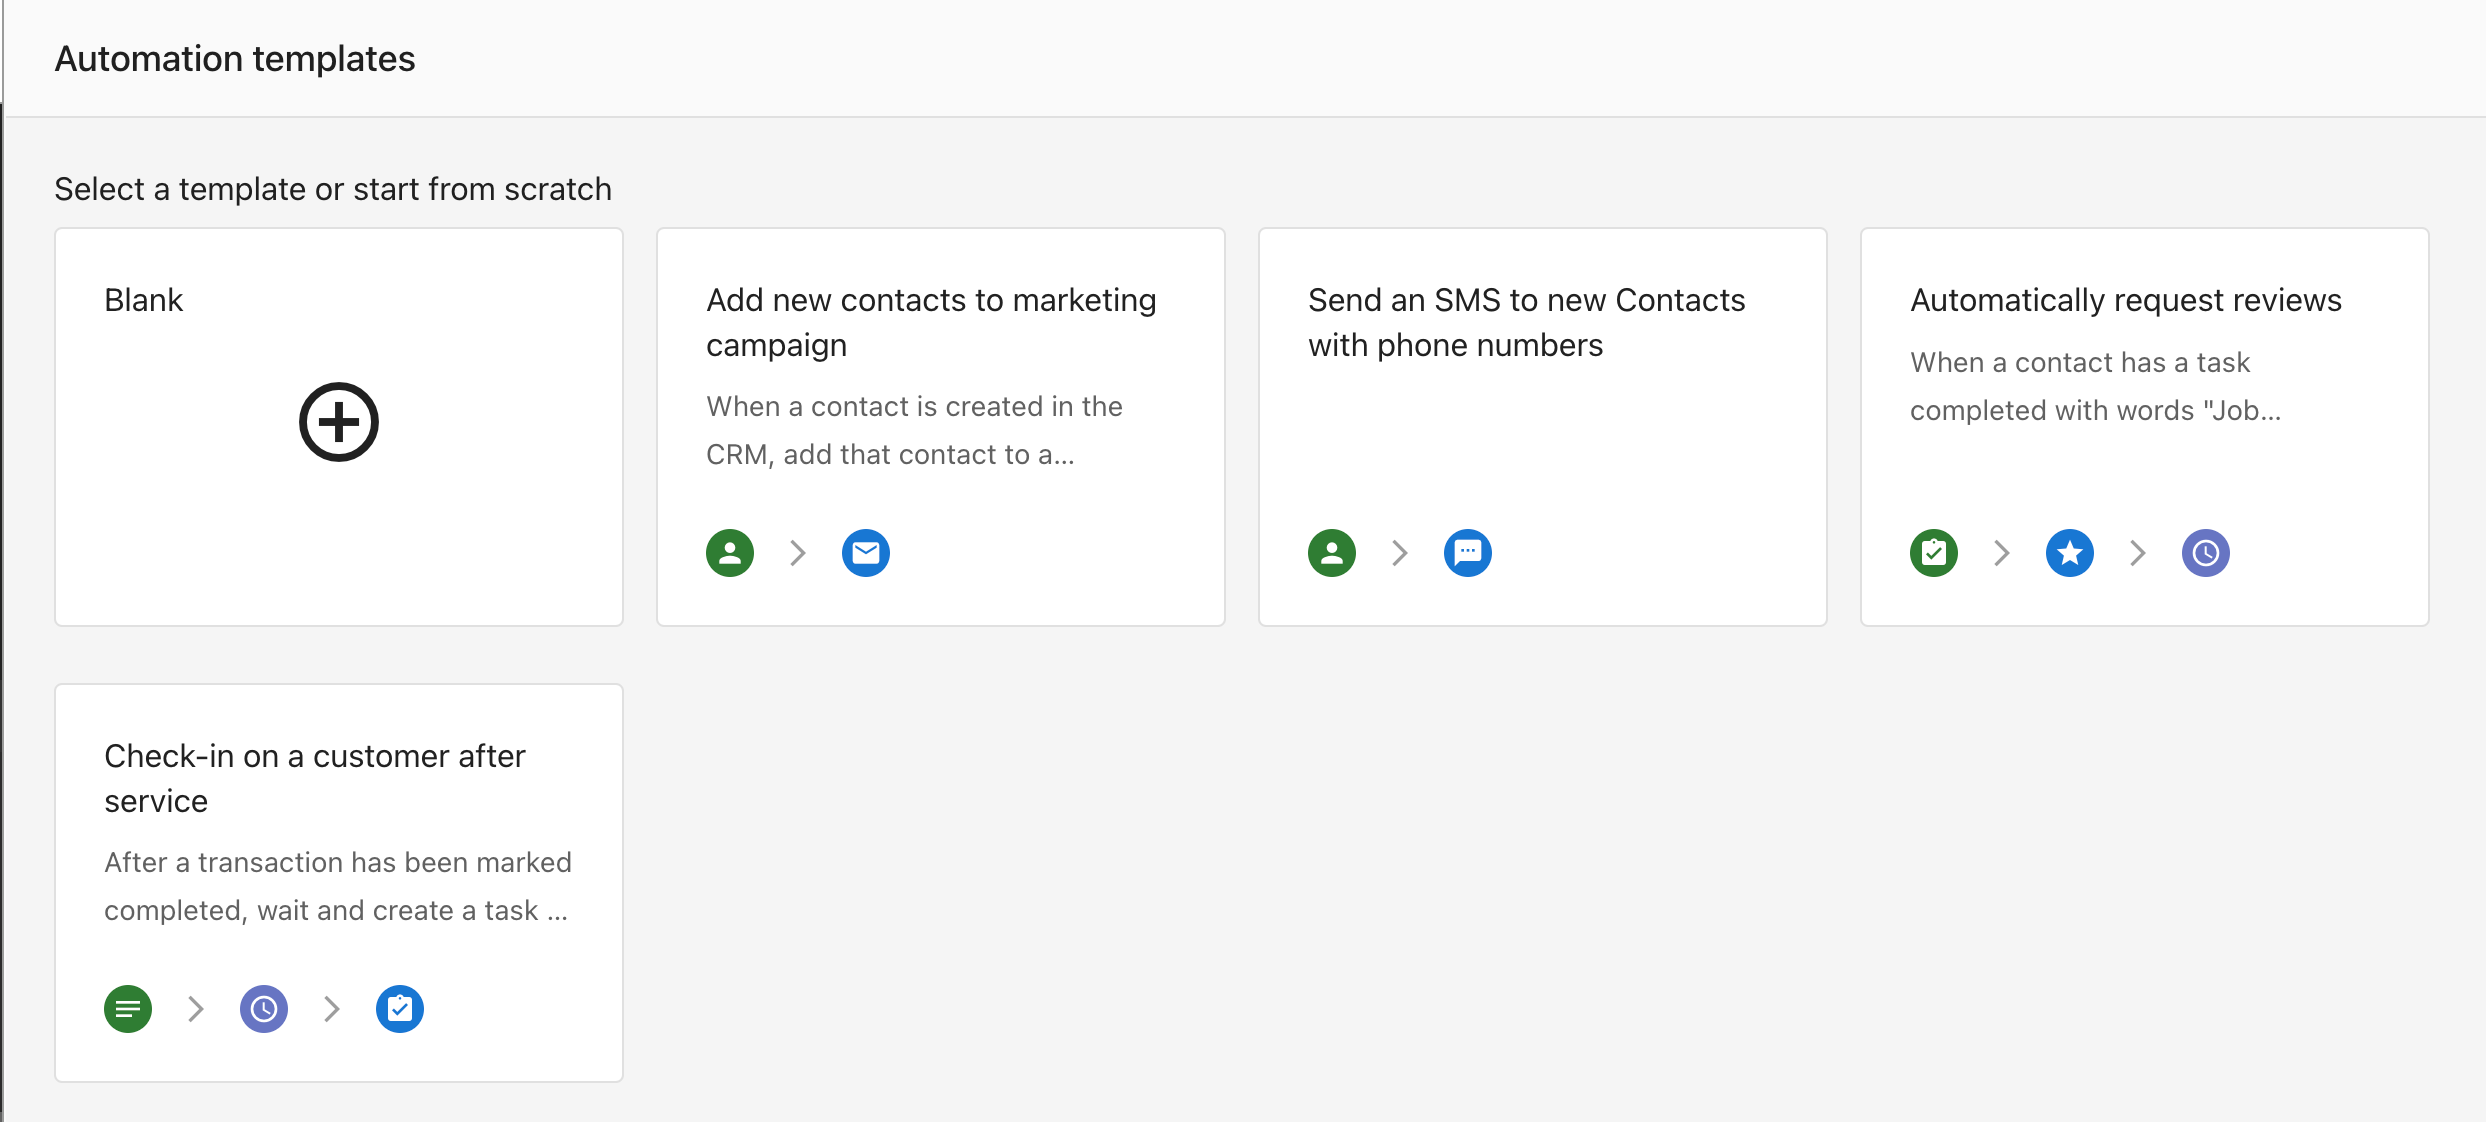 Automation templates
Select a template or start from scratch
Blank
Add new contacts to marketing
campaign
When a contact is created in the
CRM, add that contact to a...
Send an SMS to new Contacts
with phone numbers
Automatically request reviews
When a contact has a task
completed with words "Job...
Check-in on a customer after
service
After a transaction has been marked
completed, wait and create a task ...